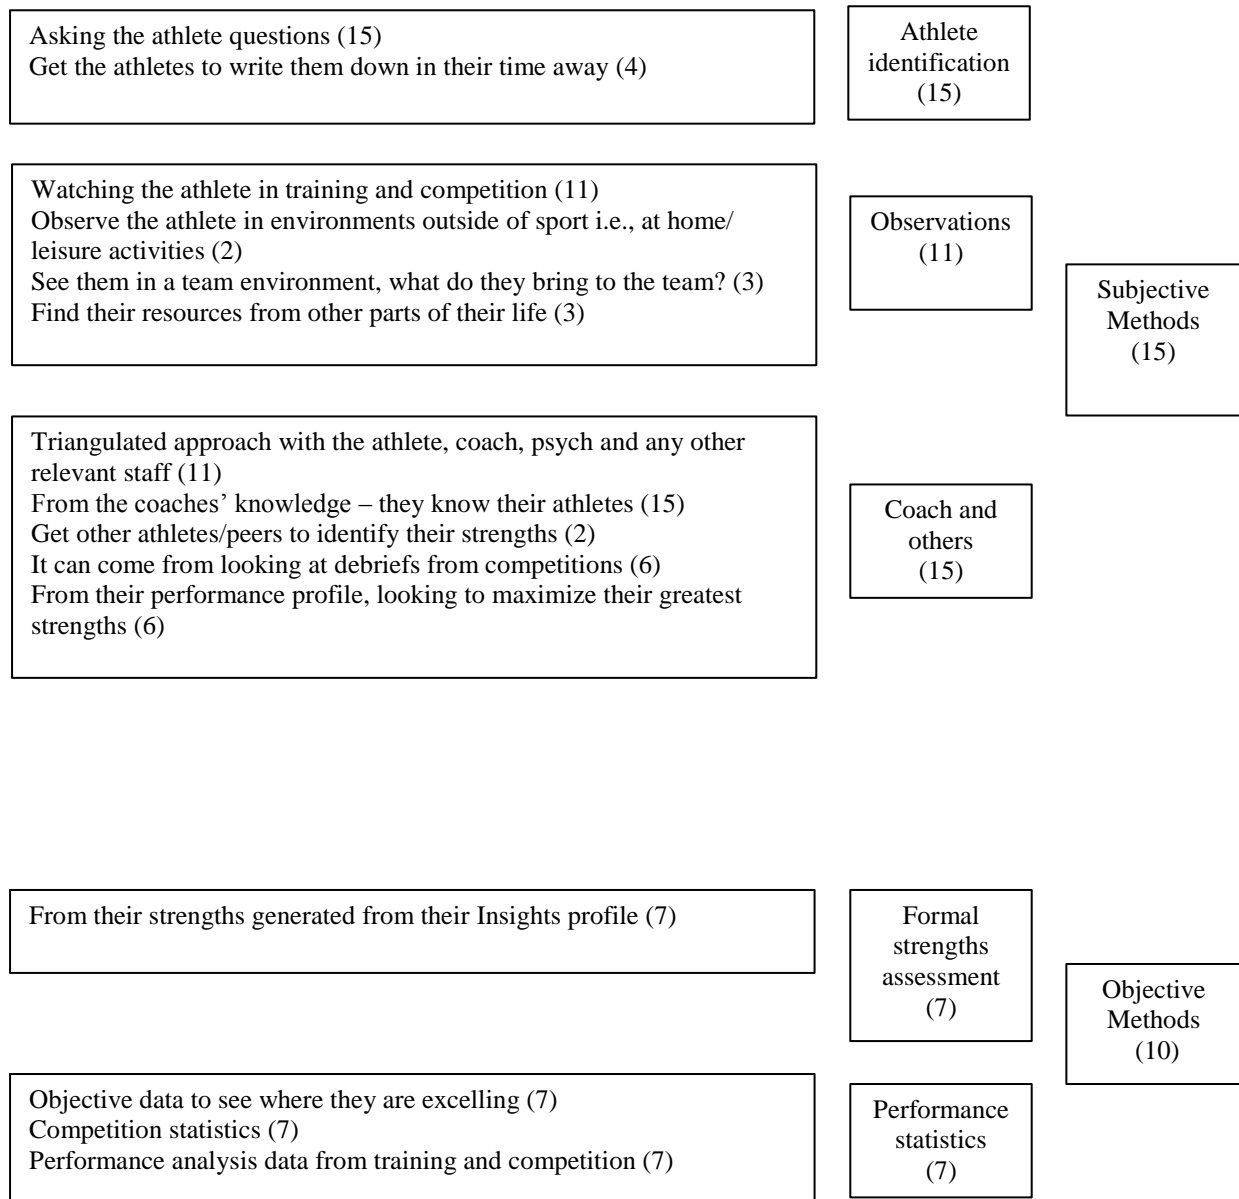 Asking the athlete questions (15)
Get the athletes to write them down in their time away (4)
Athlete
identification
(15)
Watching the athlete in training and competition (11)
Observe the athlete in environments outside of sport i.e., at home/
leisure activities (2)
See them in a team environment, what do they bring to the team? (3)
Find their resources from other parts of their life (3)
Observations
(11)
Subjective
Methods
(15)
Triangulated approach with the athlete, coach, psych and any other
relevant staff (11)
From the coaches’ knowledge – they know their athletes (15)
Get other athletes/peers to identify their strengths (2)
It can come from looking at debriefs from competitions (6)
From their performance profile, looking to maximize their greatest
strengths (6)
Coach and
others
(15)
From their strengths generated from their Insights profile (7)
Formal
strengths
assessment
(7)
Objective
Methods
(10)
Objective data to see where they are excelling (7)
Competition statistics (7)
Performance analysis data from training and competition (7)
Performance
statistics
(7)